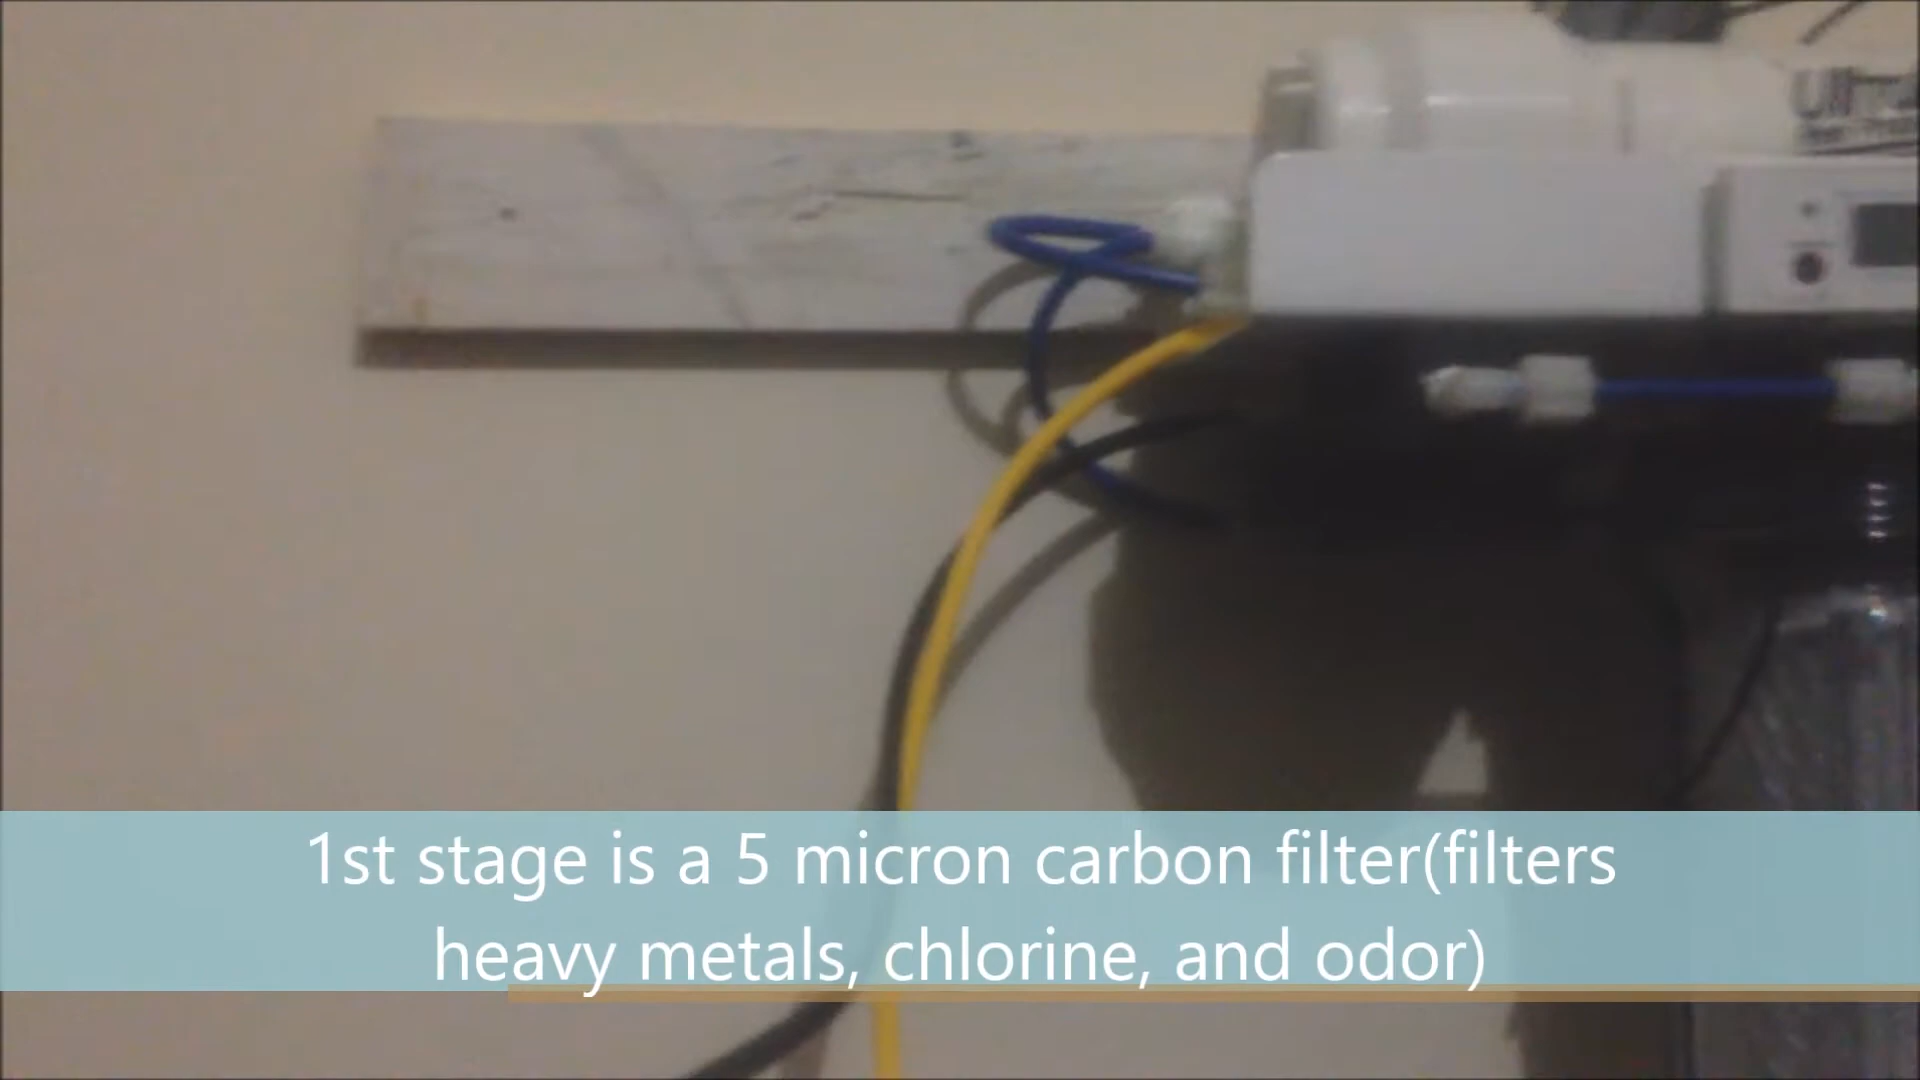 1st stage is a 5 micron carbon filter(filters
heavy metals, chlorine, and odor)